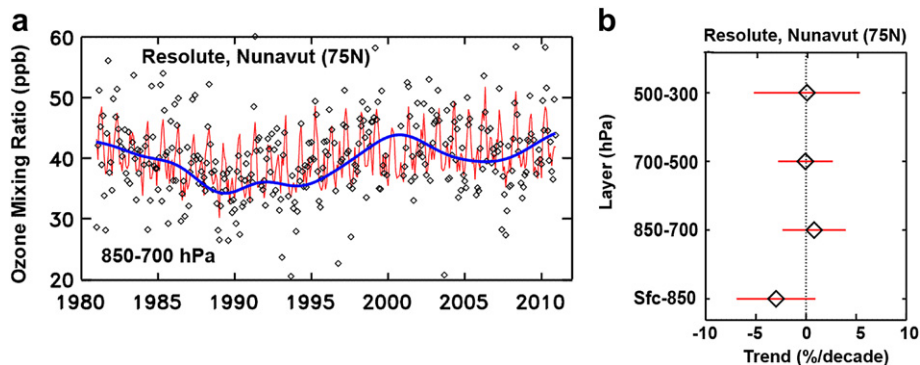 a
Resolute, Nunavut (75N)
Ozone Mixing Ratio (ppb)
60
50
40
30
20
850-700 hPa
1980 1985 1990 1995 2000 2005 2010
b
Resolute, Nunavut (75N)
Layer (hPa)
500-300
700-500
850-700
Sfc-850
-10 -5 0 5 10
Trend (%/decade)